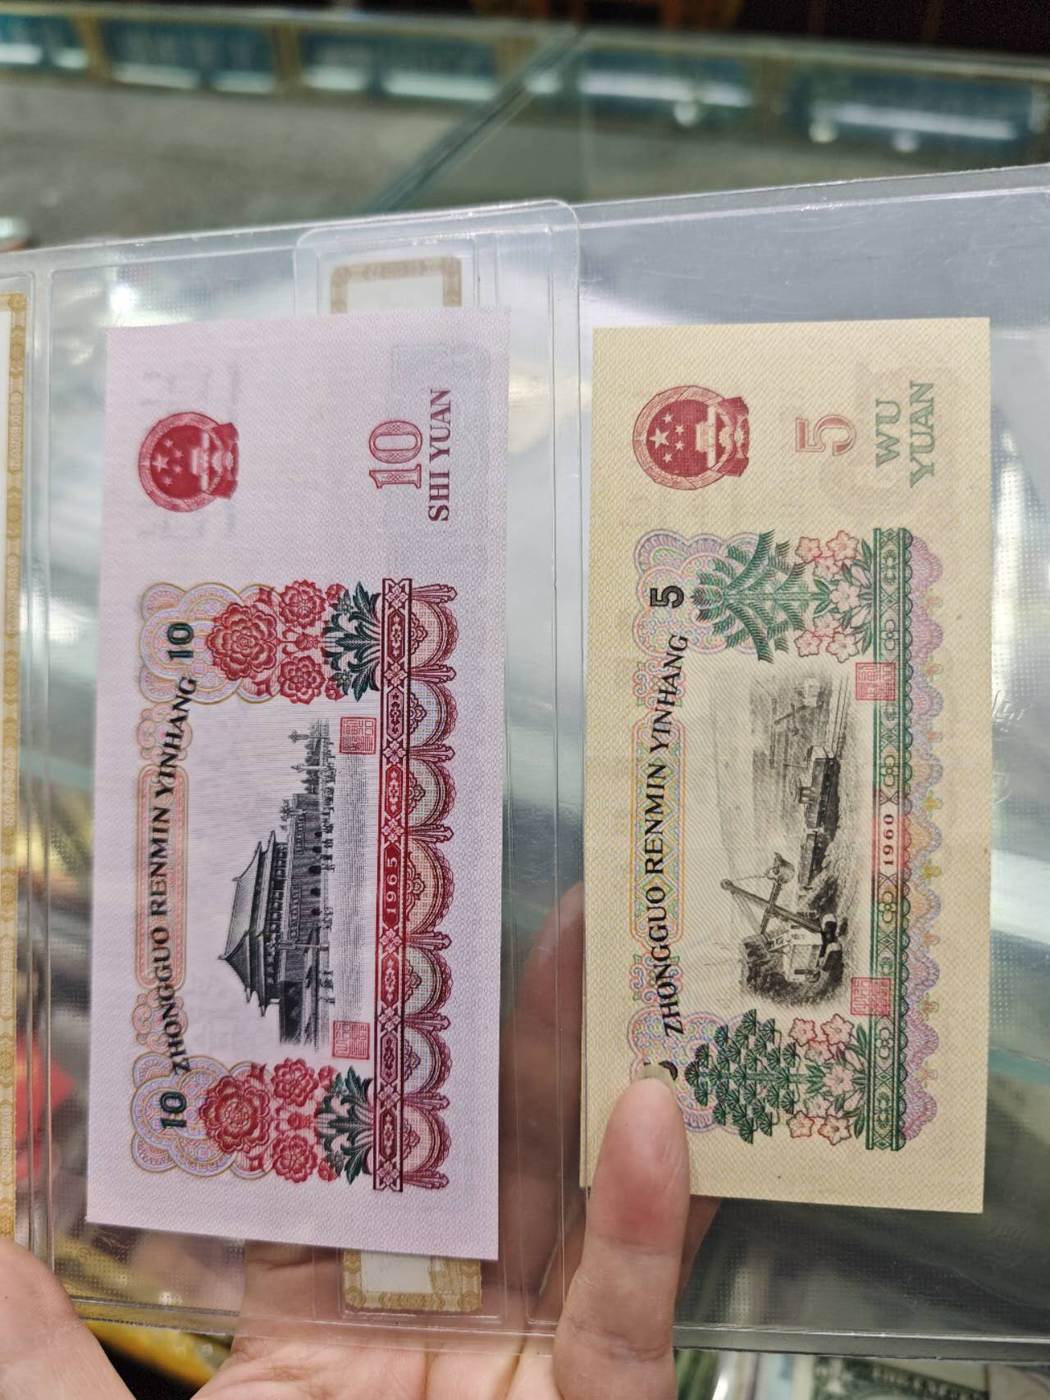 10 ZHONGGUO RENMIN YINHANG 10
1965
10
SHI YUAN
ZHONGGUO RENMIN YINHANG 5
1960
5
WU
YUAN